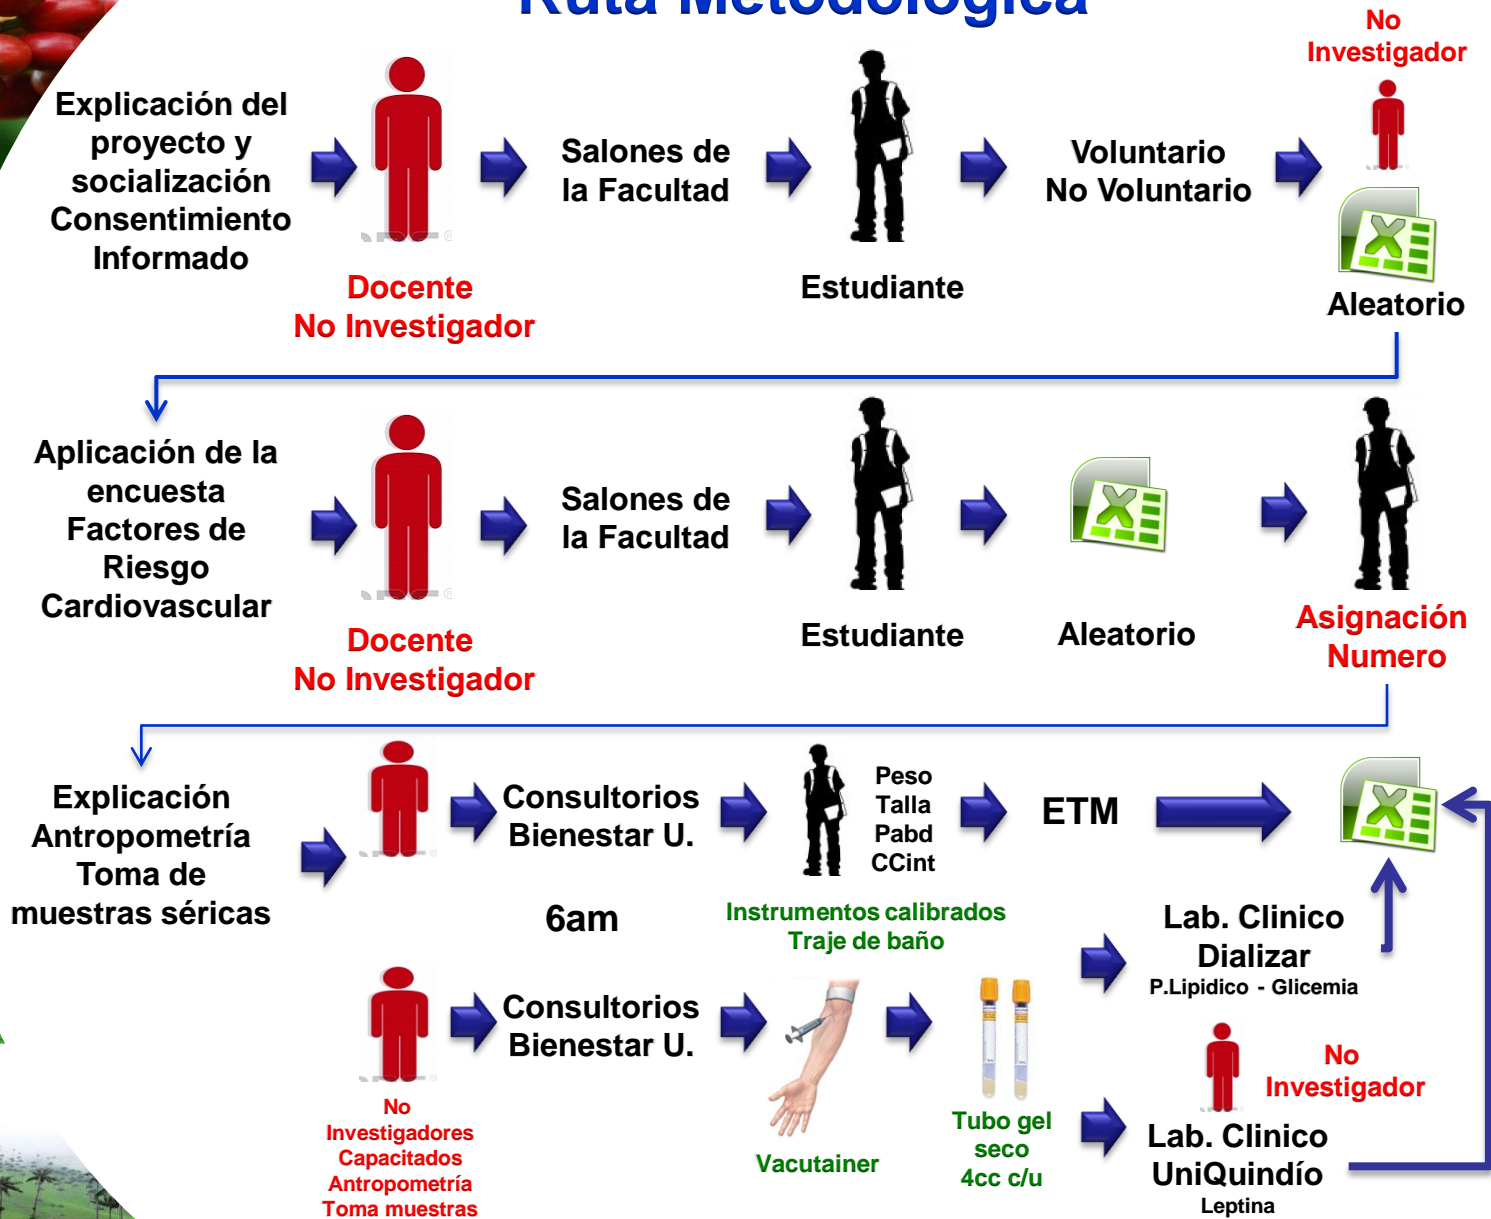 Ruta Metodológica
Explicación del
proyecto y
socialización
Consentimiento
Informado
Docente
No Investigador
Salones de
la Facultad
Estudiante
Voluntario
No Voluntario
No
Investigador
Aleatorio
Aplicación de la
encuesta
Factores de
Riesgo
Cardiovascular
Docente
No Investigador
Salones de
la Facultad
Estudiante
Aleatorio
Asignación
Numero
Explicación
Antropometría
Toma de
muestras séricas
Consultorios
Bienestar U.
Peso
Talla
Pabd
CCint
ETM
6am
Instrumentos calibrados
Traje de baño
Lab. Clinico
Dializar
P.Lipidico - Glicemia
No
Investigadores
Capacitados
Antropometría
Toma muestras
Consultorios
Bienestar U.
Vacutainer
Tubo gel
seco
4cc c/u
No
Investigador
Lab. Clinico
UniQuindío
Leptina